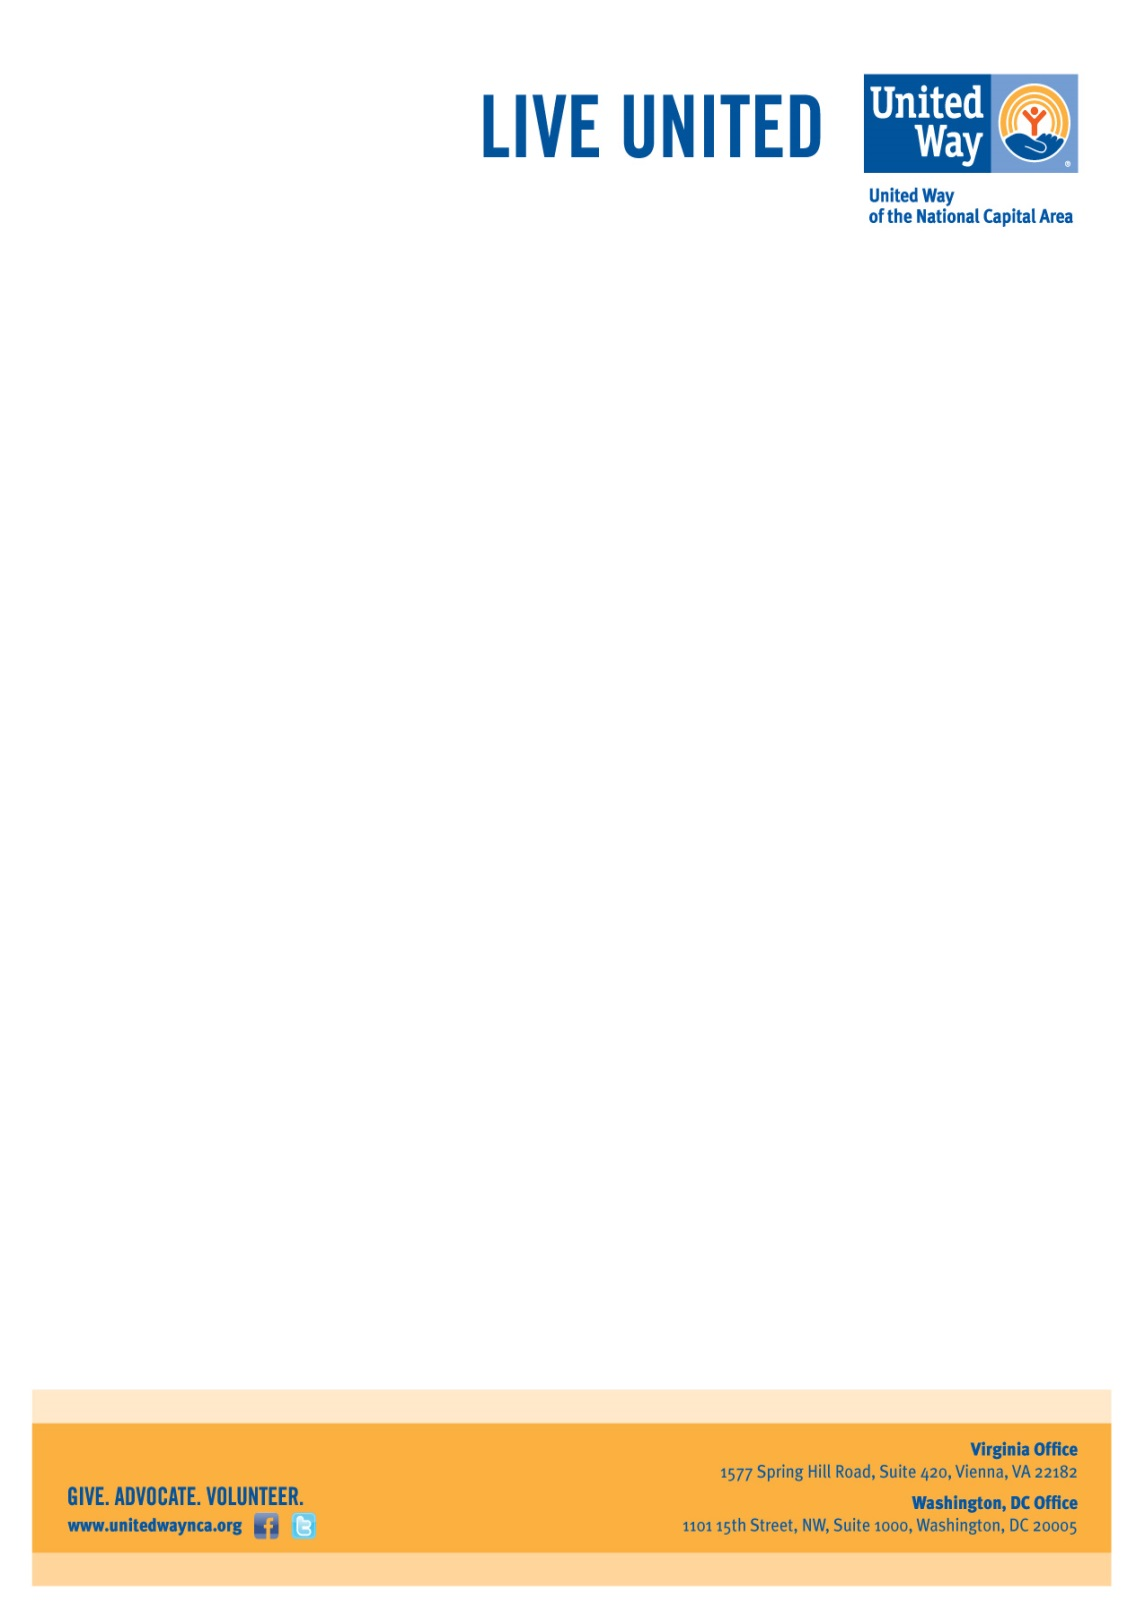 LIVE UNITED
United
Way
®
United Way
of the National Capital Area
Virginia Office
1577 Spring Hill Road, Suite 420, Vienna, VA 22182
Washington, DC Office
1101 15th Street, NW, Suite 1000, Washington, DC 20005
GIVE. ADVOCATE. VOLUNTEER.
www.unitedwaynca.org